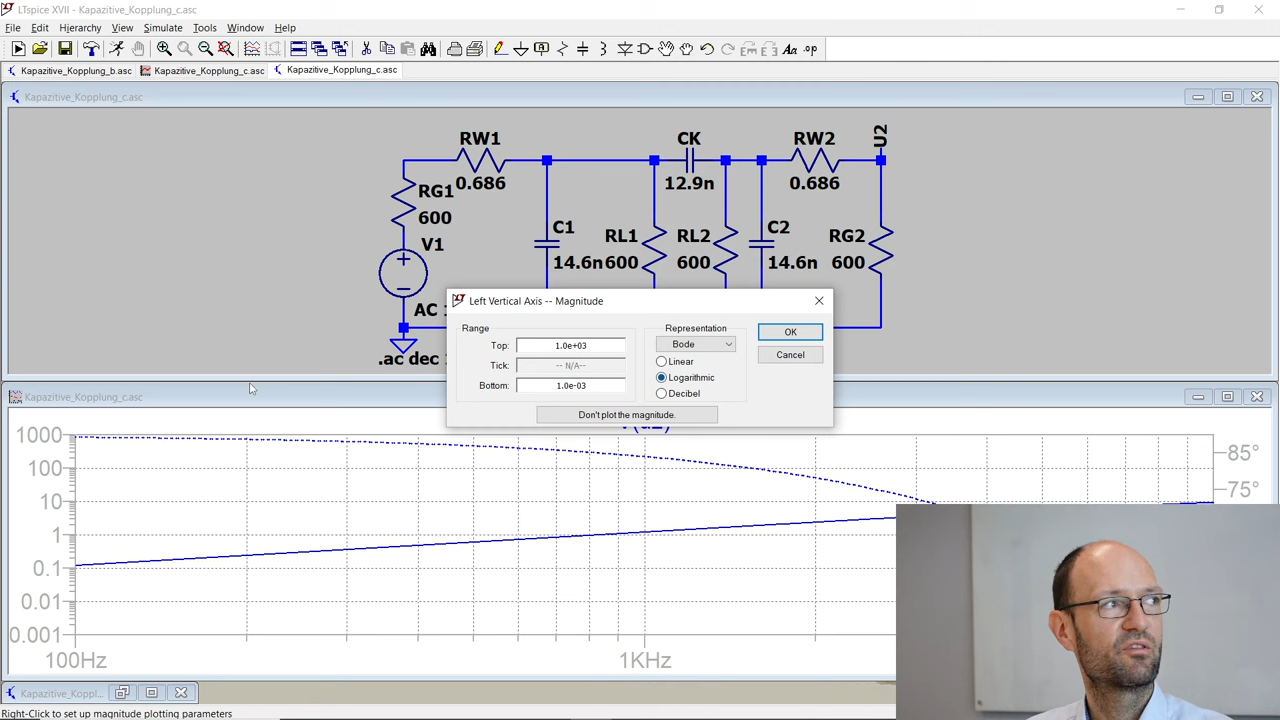 LTspice XVII - Kapazitive_Kopplung_c.asc
File Edit Hierarchy View Simulate Tools Window Help
Kapazitive_Kopplung_b.asc Kapazitive_Kopplung_c.asc Kapazitive_Kopplung_c.asc
Kapazitive_Kopplung_c.asc
RW1 CK RW2 U2
0.686 12.9n 0.686
RG1
600
V1
C1 RL1 RL2 C2 RG2
14.6n 600 600 14.6n 600
AC 1
.ac dec
Left Vertical Axis -- Magnitude
Range Representation
Top: 1.0e+03 Bode OK
Tick: -- N/A-- Linear Cancel
Bottom: 1.0e-03 Logarithmic
Decibel
Don't plot the magnitude.
Kapazitive_Kopplung_c.asc
V(u2)
1000
100
10
1
0.1
0.01
0.001
85°
75°
100Hz 1KHz
Kapazitive_Koppl...
Right-Click to set up magnitude plotting parameters